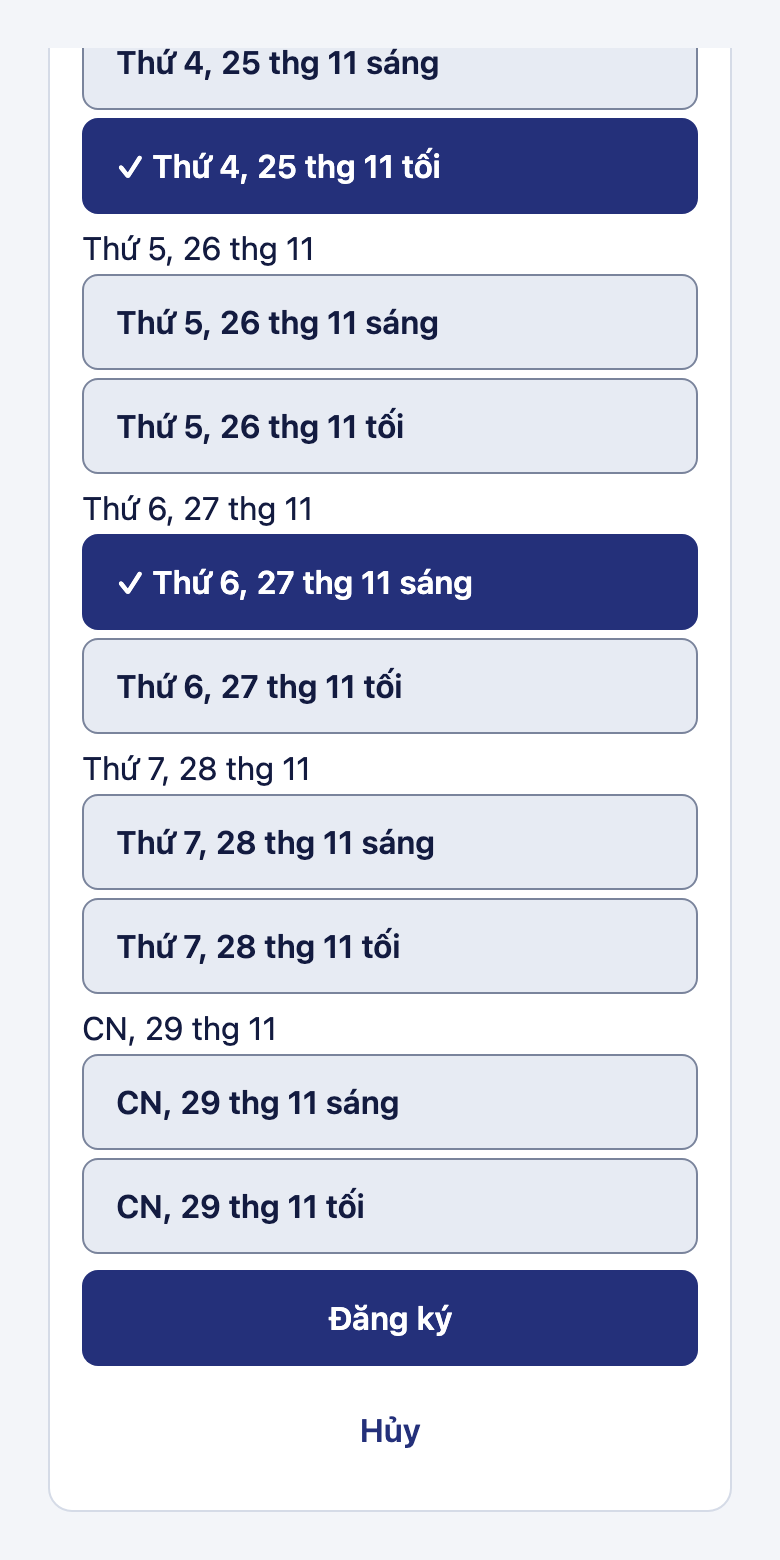 Thứ 4, 25 thg 11 sáng
✓ Thứ 4, 25 thg 11 tối
Thứ 5, 26 thg 11
Thứ 5, 26 thg 11 sáng
Thứ 5, 26 thg 11 tối
Thứ 6, 27 thg 11
✓ Thứ 6, 27 thg 11 sáng
Thứ 6, 27 thg 11 tối
Thứ 7, 28 thg 11
Thứ 7, 28 thg 11 sáng
Thứ 7, 28 thg 11 tối
CN, 29 thg 11
CN, 29 thg 11 sáng
CN, 29 thg 11 tối
Đăng ký
Hủy